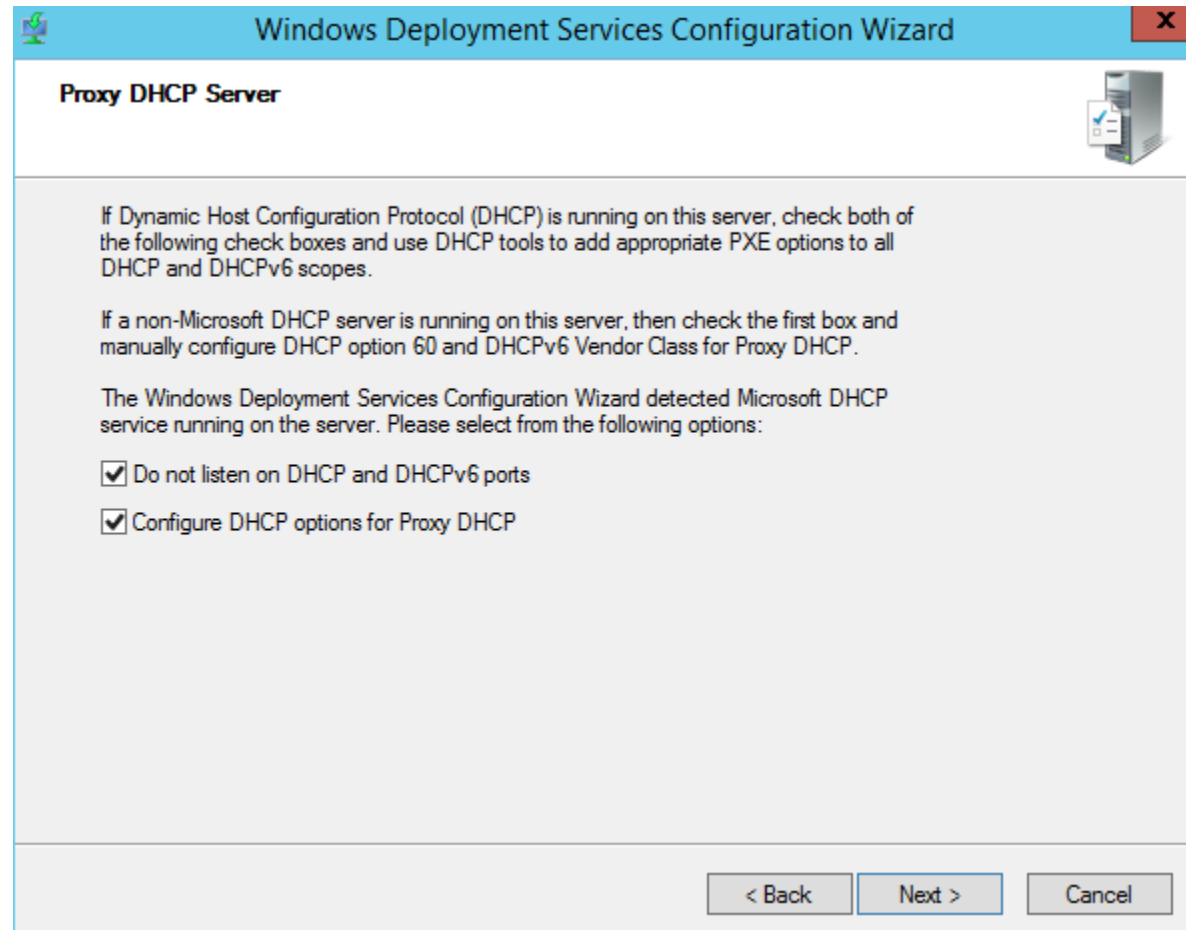 Windows Deployment Services Configuration Wizard
x
Proxy DHCP Server
If Dynamic Host Configuration Protocol (DHCP) is running on this server, check both of
the following check boxes and use DHCP tools to add appropriate PXE options to all
DHCP and DHCPv6 scopes.
If a non-Microsoft DHCP server is running on this server, then check the first box and
manually configure DHCP option 60 and DHCPv6 Vendor Class for Proxy DHCP.
The Windows Deployment Services Configuration Wizard detected Microsoft DHCP
service running on the server. Please select from the following options:
Do not listen on DHCP and DHCPv6 ports
Configure DHCP options for Proxy DHCP
< Back Next > Cancel